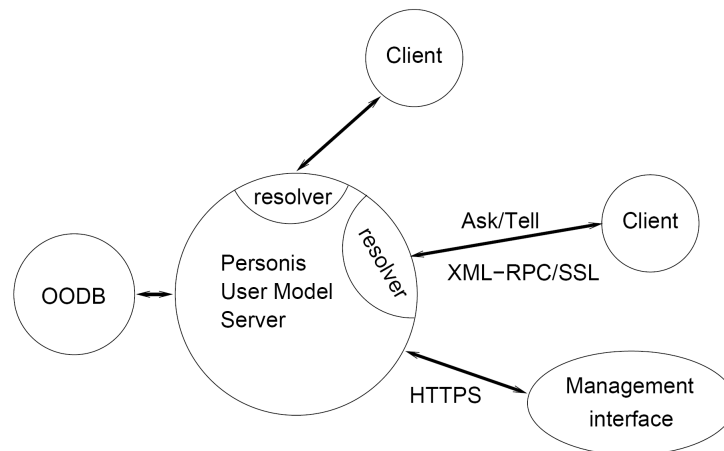 Client
resolver
Ask/Tell
Client
resolver
XML−RPC/SSL
Personis
User Model
Server
OODB
HTTPS
Management
interface